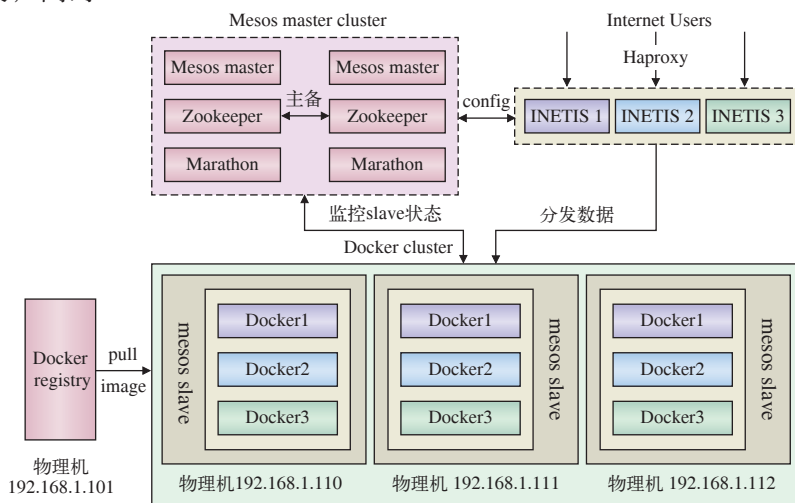 Mesos master cluster
Internet Users
Haproxy
Mesos master
Mesos master
Zookeeper
主备
Zookeeper
Marathon
Marathon
config
INETIS 1
INETIS 2
INETIS 3
监控slave状态
分发数据
Docker cluster
Docker
registry
pull
image
mesos slave
Docker1
Docker2
Docker3
Docker1
Docker2
Docker3
mesos slave
Docker1
Docker2
Docker3
mesos slave
物理机
192.168.1.101
物理机192.168.1.110
物理机 192.168.1.111
物理机 192.168.1.112